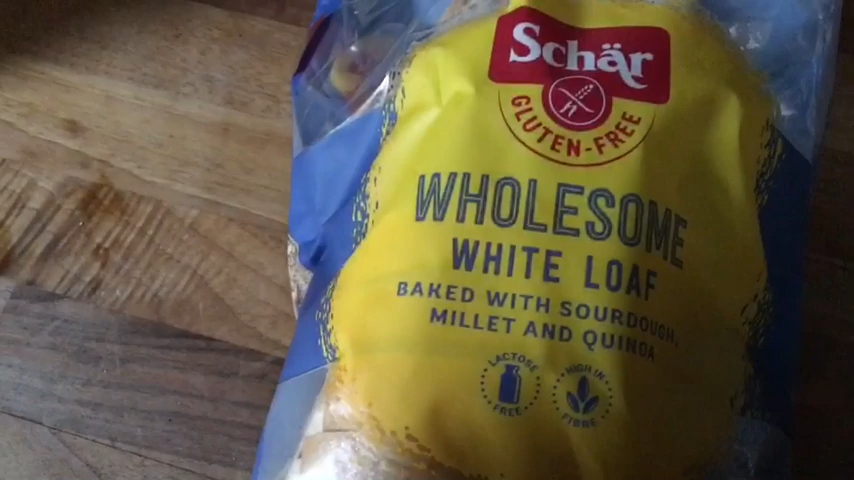 Schär
GLUTEN-FREE
WHOLESOME
WHITE LOAF
BAKED WITH SOURDOUGH,
MILLET AND QUINOA
LACTOSE
FREE
HIGH IN
FIBRE